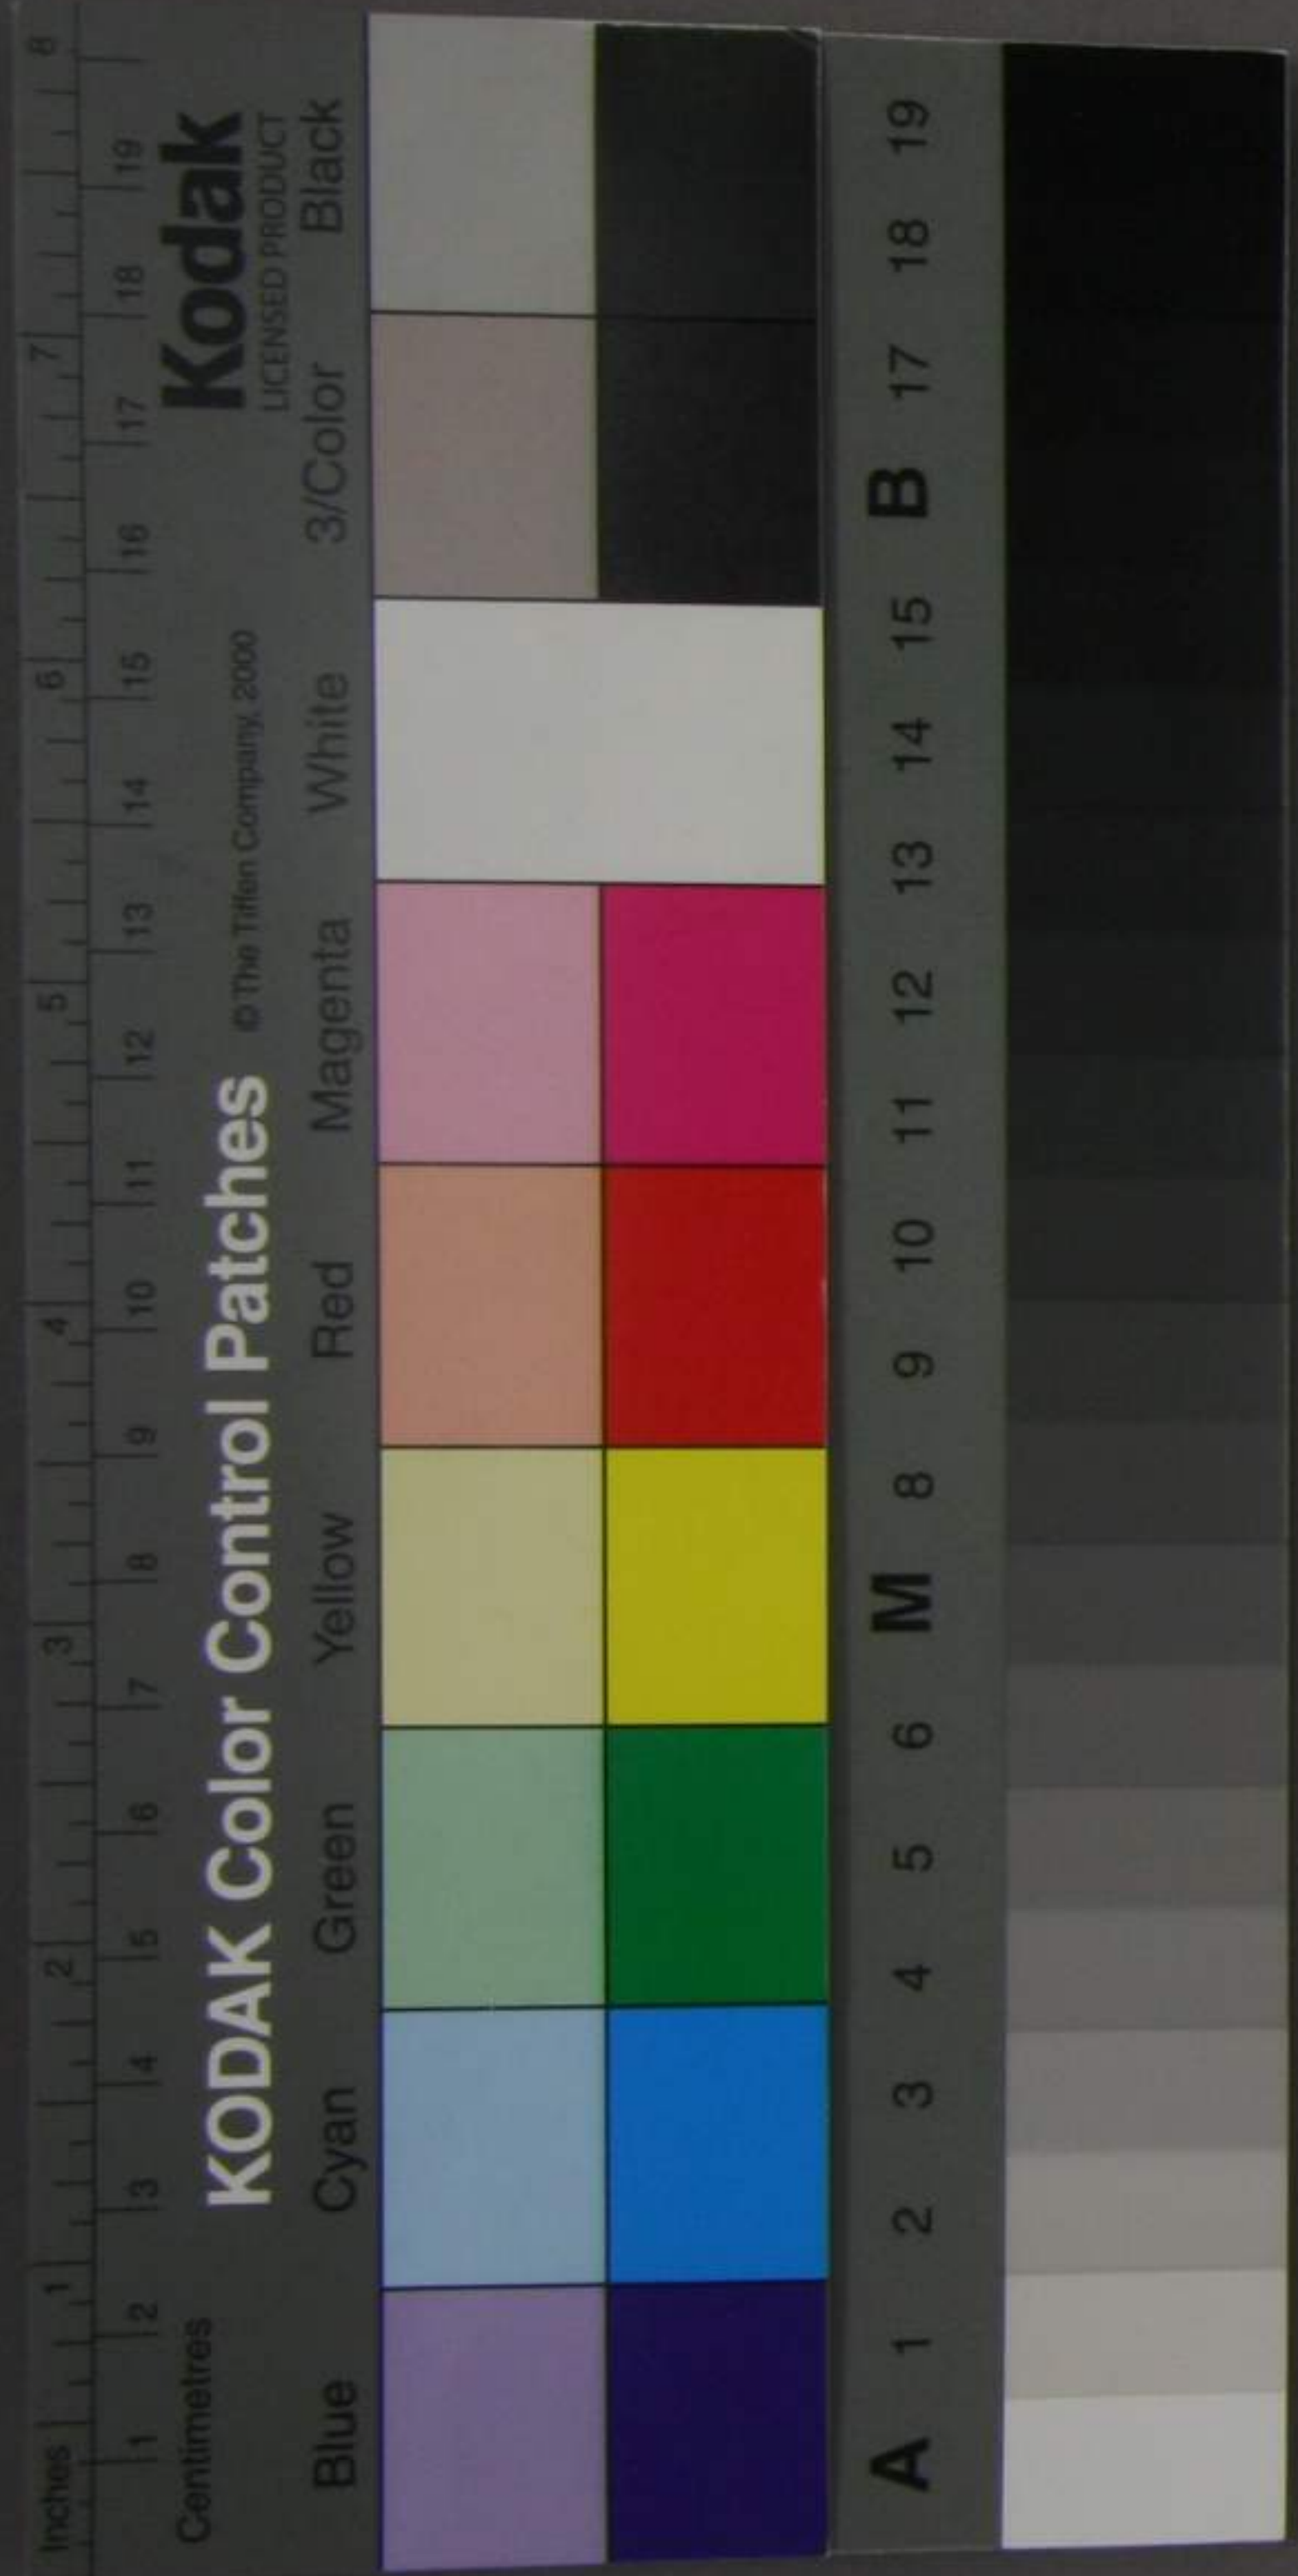 Inches 1 2 3 4 5 6 7 8
1 2 3 4 5 6 7 8 9 10 11 12 13 14 15 16 17 18 19
Centimetres
KODAK Color Control Patches © The Tiffen Company, 2000 Kodak
LICENSED PRODUCT
Blue Cyan Green Yellow Red Magenta White 3/Color Black
A 1 2 3 4 5 6 M 8 9 10 11 12 13 14 15 B 17 18 19